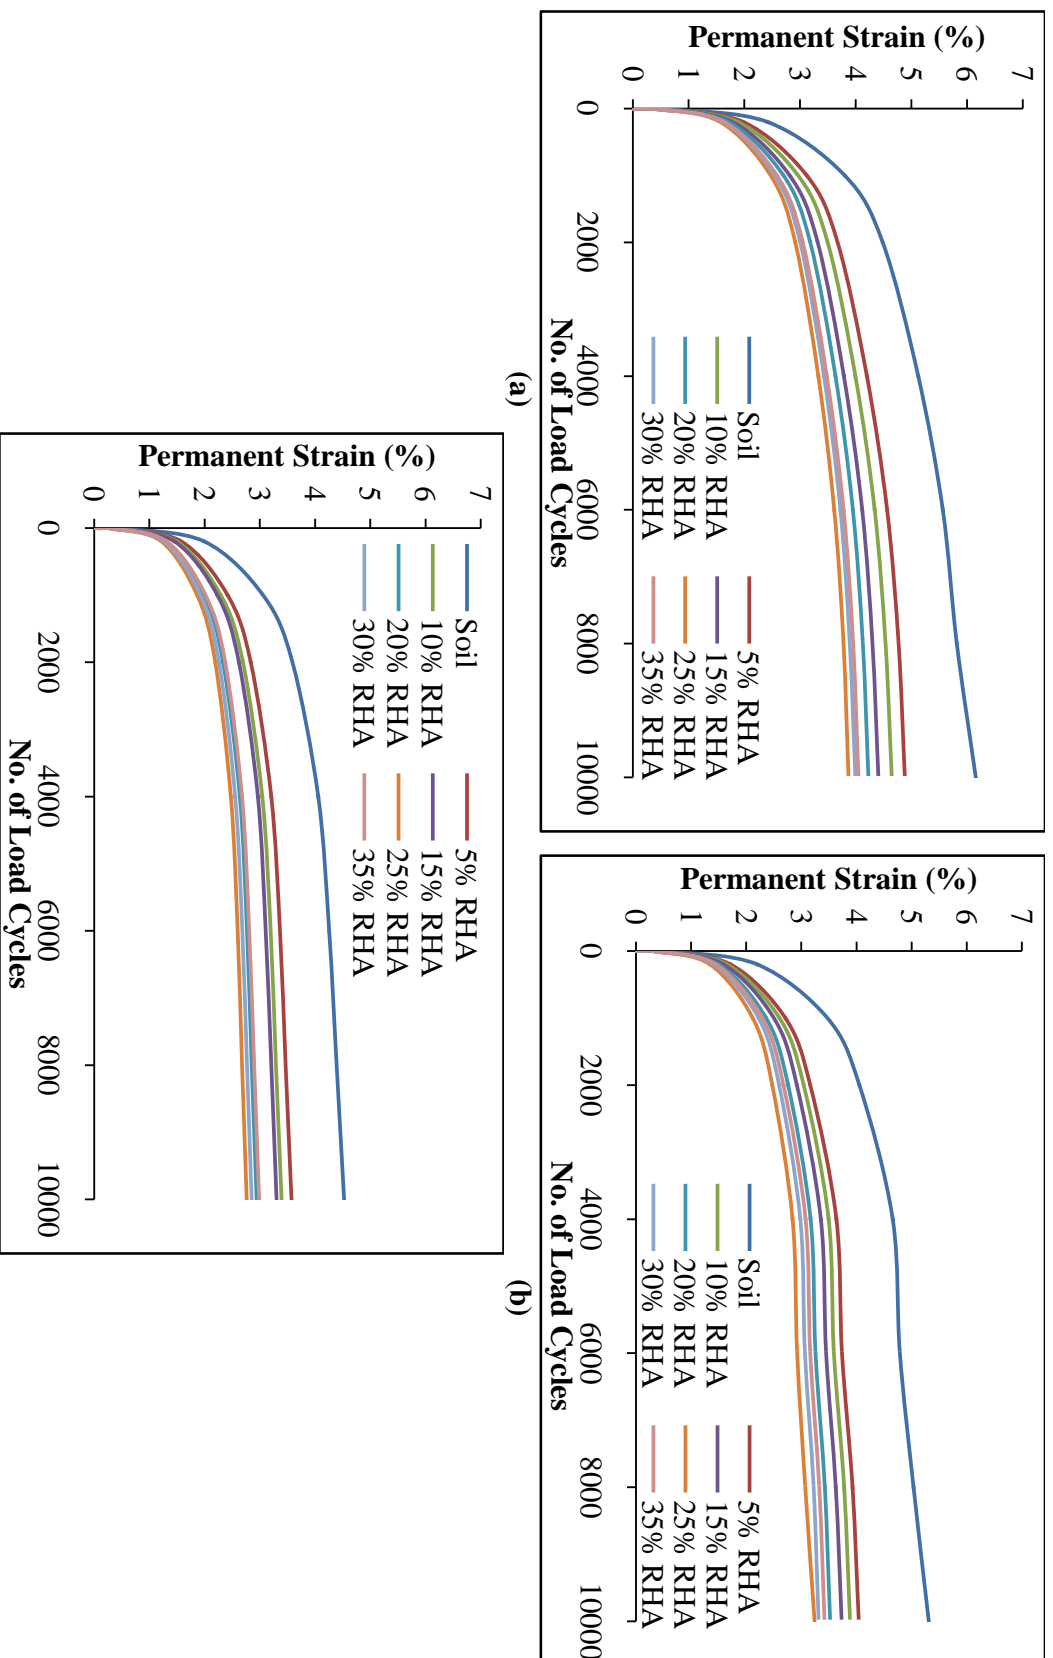 Permanent Strain (%)
7
6
5
4
3
2
1
0
0
2000
4000
6000
8000
10000
No. of Load Cycles
Soil
5% RHA
10% RHA
15% RHA
20% RHA
25% RHA
30% RHA
35% RHA
(a)
Permanent Strain (%)
7
6
5
4
3
2
1
0
0
2000
4000
6000
8000
10000
No. of Load Cycles
Soil
5% RHA
10% RHA
15% RHA
20% RHA
25% RHA
30% RHA
35% RHA
(b)
Permanent Strain (%)
7
6
5
4
3
2
1
0
0
2000
4000
6000
8000
10000
No. of Load Cycles
Soil
5% RHA
10% RHA
15% RHA
20% RHA
25% RHA
30% RHA
35% RHA